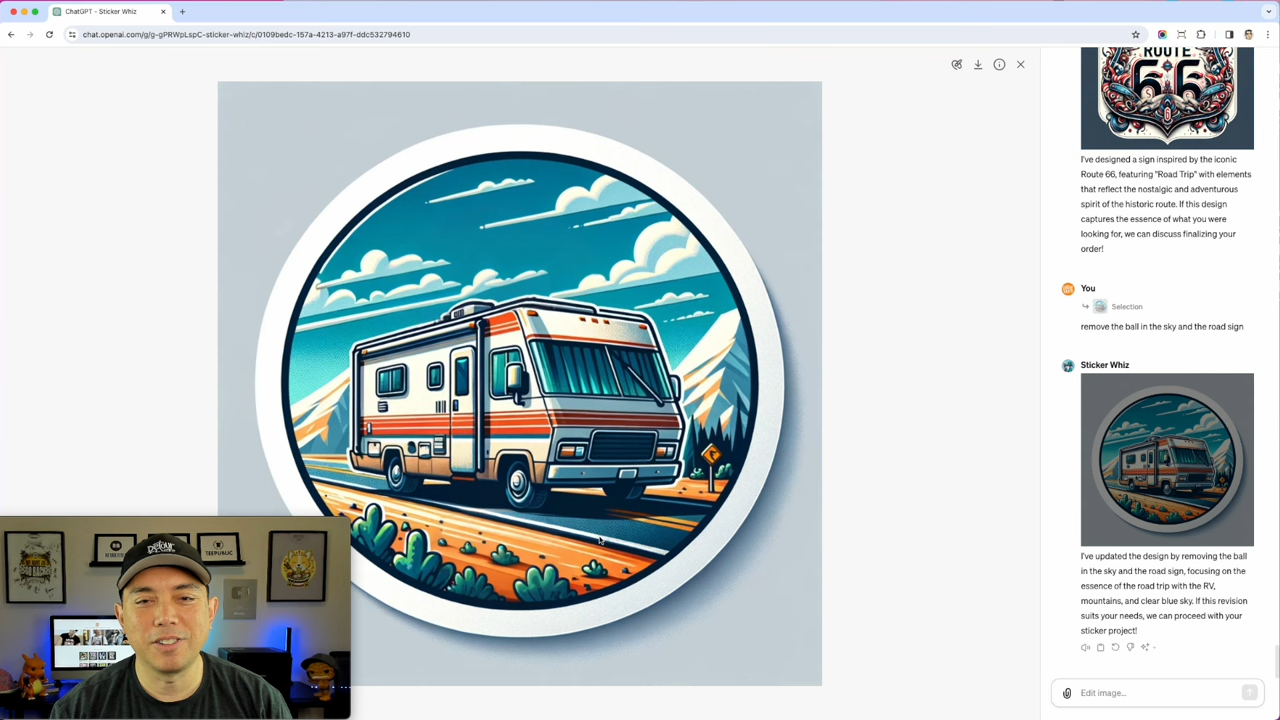 ChatGPT - Sticker Whiz
chat.openai.com/g/g-gPRWpLspC-sticker-whiz/c/0109bedc-157a-4213-a97f-ddc532794610
ROUTE
66
I've designed a sign inspired by the iconic
Route 66, featuring "Road Trip" with elements
that reflect the nostalgic and adventurous
spirit of the historic route. If this design
captures the essence of what you were
looking for, we can discuss finalizing your
order!
You
Selection
remove the ball in the sky and the road sign
Sticker Whiz
I've updated the design by removing the ball
in the sky and the road sign, focusing on the
essence of the road trip with the RV,
mountains, and clear blue sky. If this revision
suits your needs, we can proceed with your
sticker project!
Edit image...
TEEPUBLIC